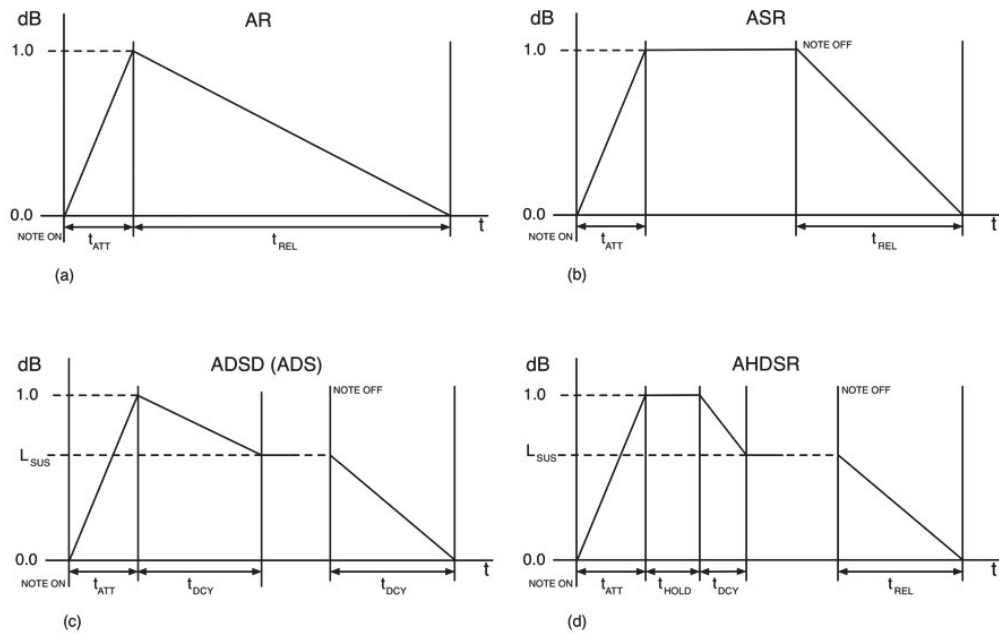 dB
AR
1.0
0.0
NOTE ON
tATT
tREL
t
(a)
dB
ASR
1.0
NOTE OFF
0.0
NOTE ON
tATT
tREL
t
(b)
dB
ADSD (ADS)
1.0
NOTE OFF
LSUS
0.0
NOTE ON
tATT
tDCY
tDCY
t
(c)
dB
AHDSR
1.0
NOTE OFF
LSUS
0.0
NOTE ON
tATT
tHOLD
tDCY
tREL
t
(d)